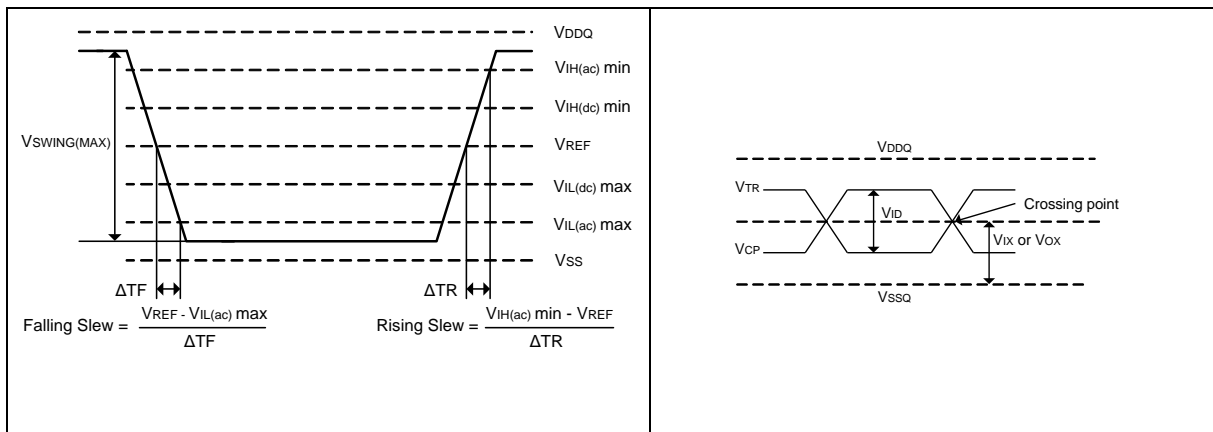 VDDQ
VIH(ac) min
VIH(dc) min
VSWING(MAX)
VREF
VIL(dc) max
VIL(ac) max
VSS
ΔTF
ΔTR
Falling Slew = VREF - VIL(ac) max
ΔTF
Rising Slew = VIH(ac) min - VREF
ΔTR
VDDQ
VTR
VID
Crossing point
VIX or VOX
VCP
VSSQ